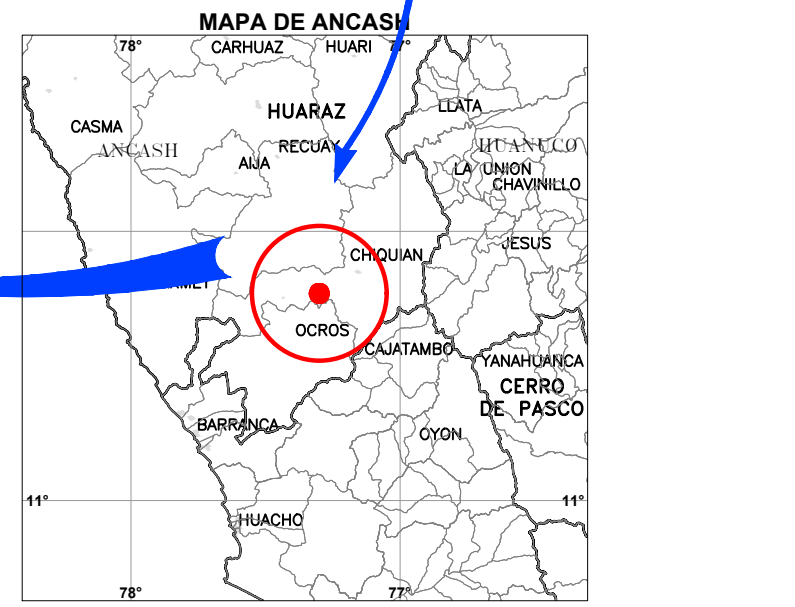 MAPA DE ANCASH
78°
CARHUAZ
HUARI
77°
LLATA
HUARAZ
CASMA
ANCASH
RECUAY
HUANUCO
AIJA
LA UNION
CHAVINILLO
JESUS
CHIQUIAN
OCROS
CAJATAMBO
YANAHUANCA
CERRO
DE PASCO
BARRANCA
OYON
11°
11°
HUACHO
78°
77°